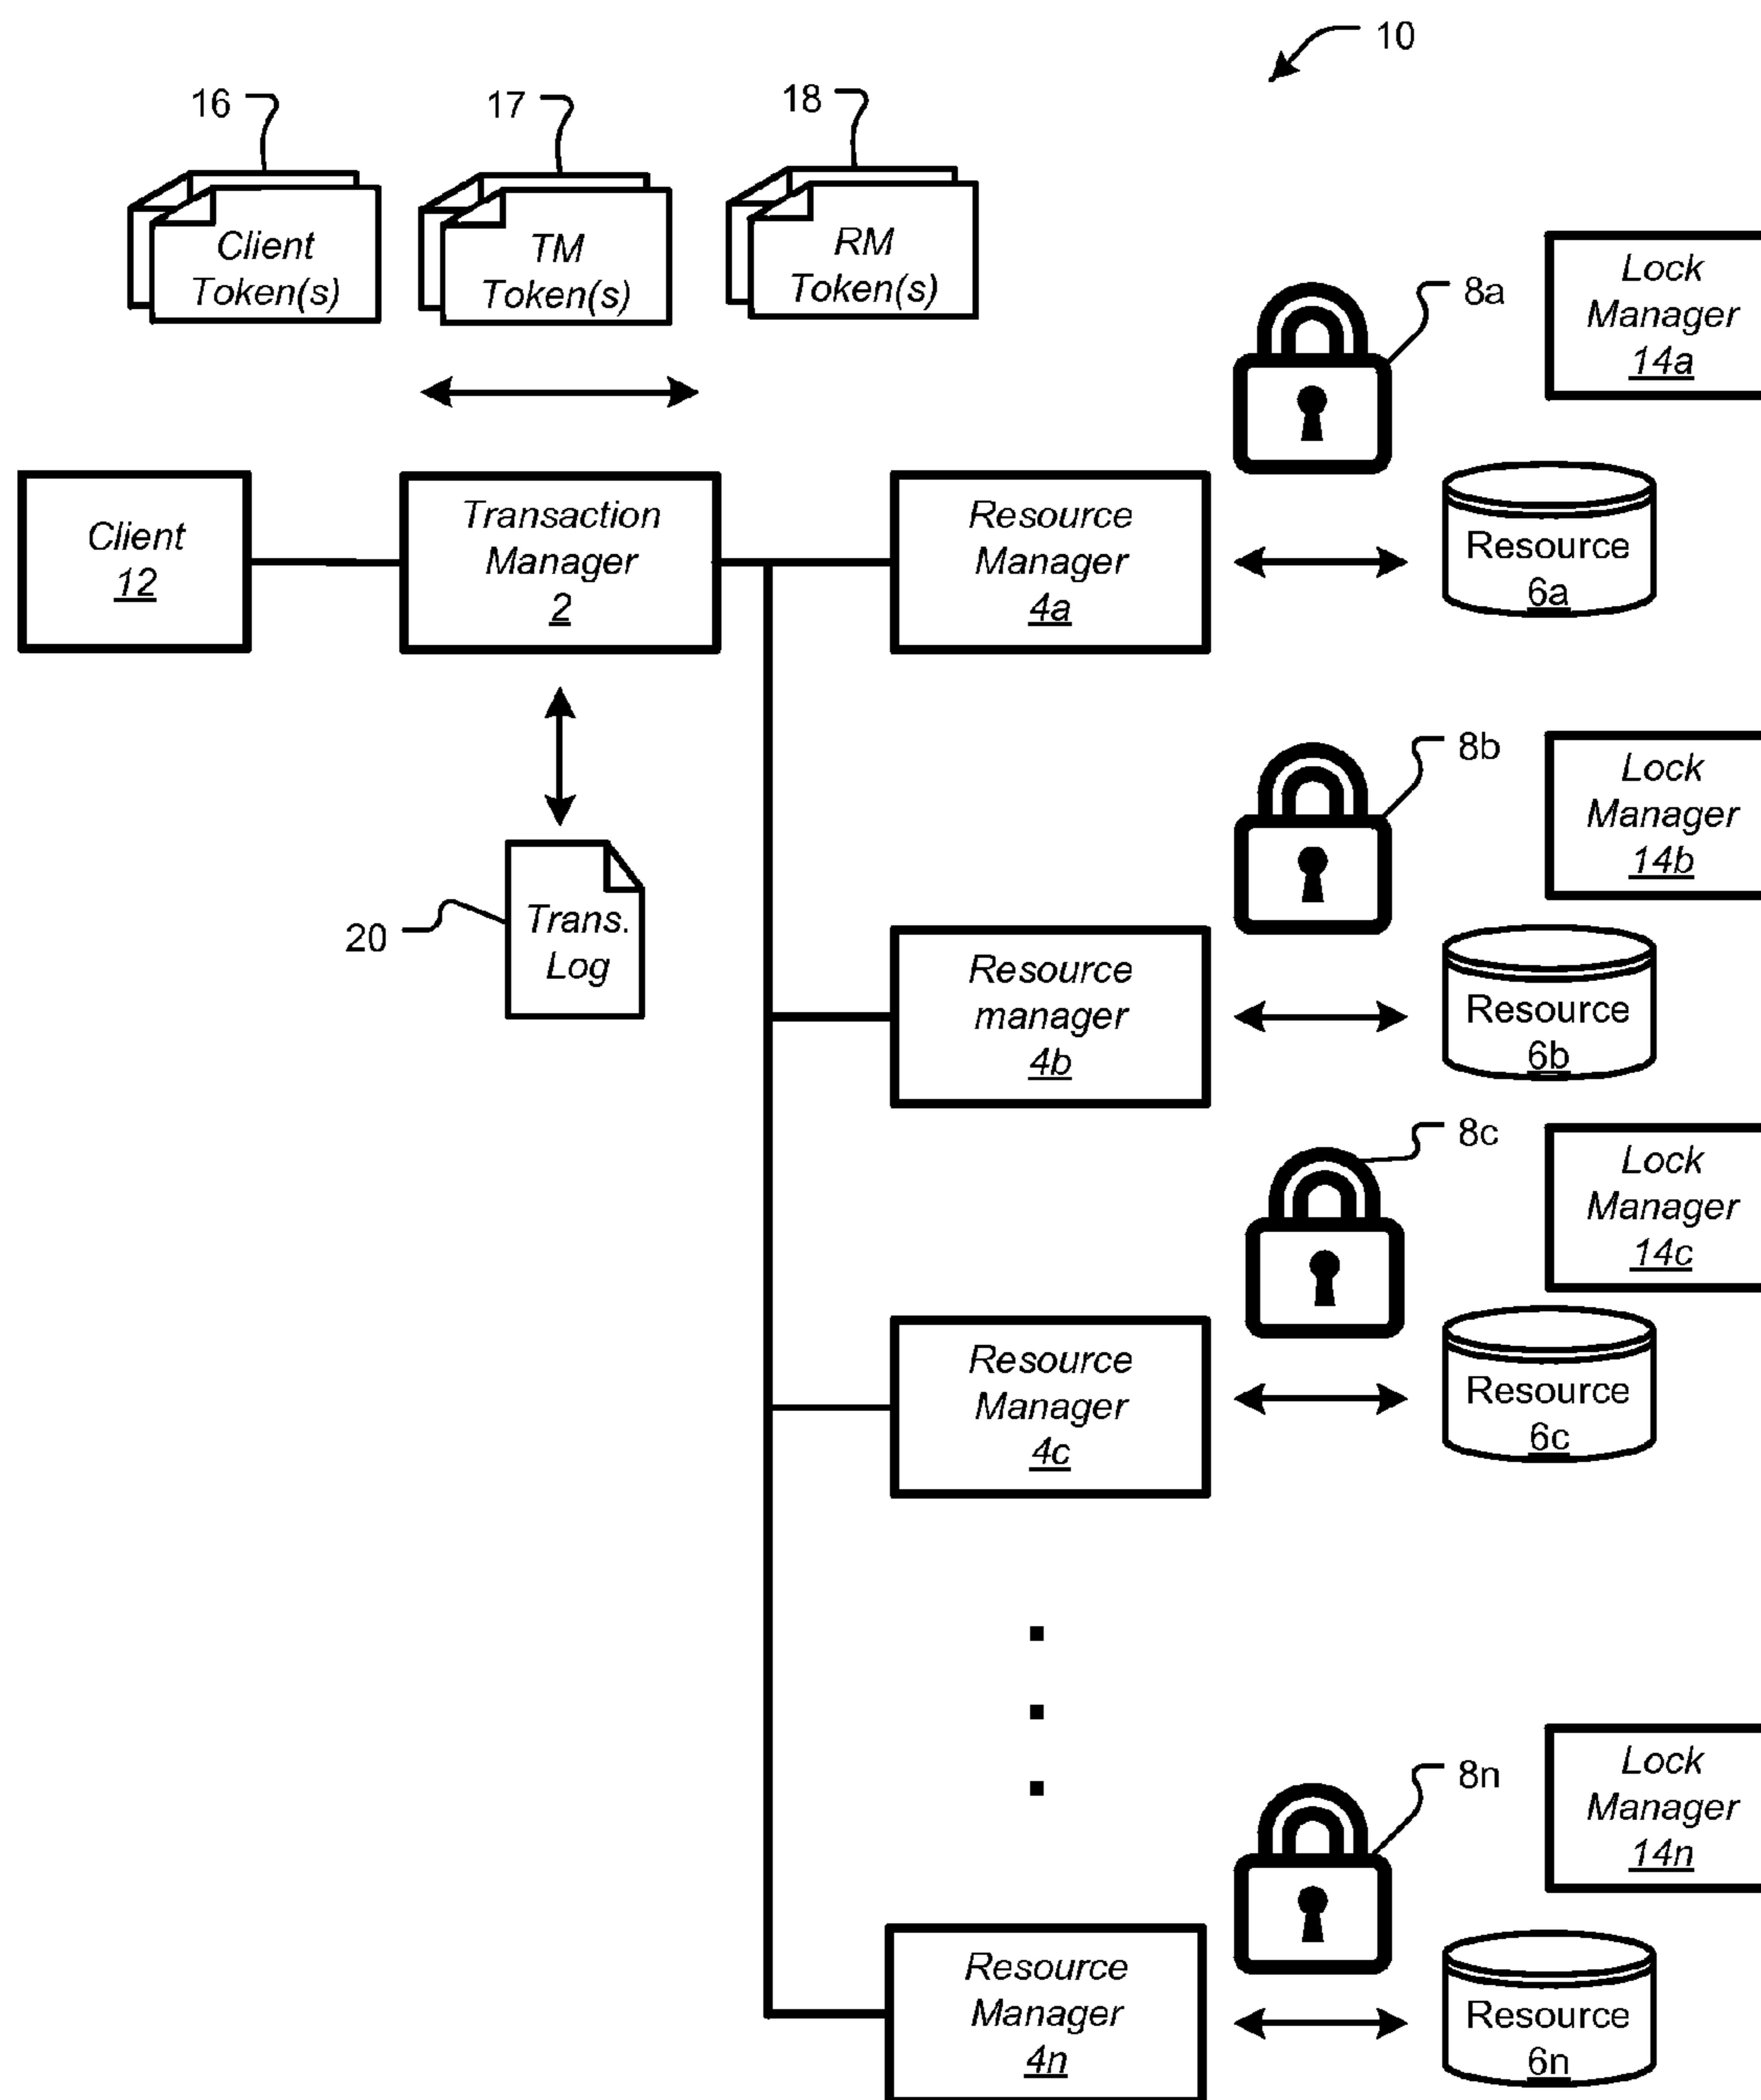 10
16
17
18
Client
Token(s)
TM
Token(s)
RM
Token(s)
8a
Lock
Manager
14a
Client
12
Transaction
Manager
2
Resource
Manager
4a
Resource
6a
8b
Lock
Manager
14b
20
Trans.
Log
Resource
manager
4b
Resource
6b
8c
Lock
Manager
14c
Resource
Manager
4c
Resource
6c
8n
Lock
Manager
14n
Resource
Manager
4n
Resource
6n